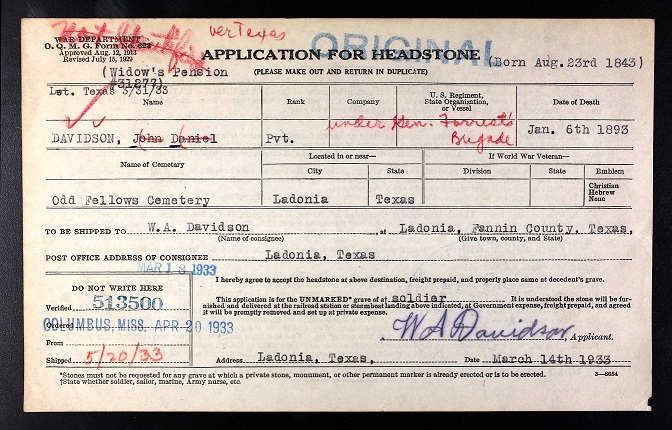 Not Identified
ver Texas
WAR DEPARTMENT
O. Q. M. G. Form No. 623
Approved Aug. 12, 1913
Revised July 15, 1929
ORIGINAL
APPLICATION FOR HEADSTONE
(Born Aug. 23rd 1843)
(Widow's Pension
#31277)
(PLEASE MAKE OUT AND RETURN IN DUPLICATE)
Let. Texas 3/31/33
Name
Rank
Company
U. S. Regiment,
State Organization,
or Vessel
Date of Death
DAVIDSON, John Daniel
Pvt.
under Gen. Forrest's
Brigade
Jan. 6th 1893
Name of Cemetery
Located in or near—
If World War Veteran—
City
State
Division
State
Emblem
Christian
Hebrew
None
Odd Fellows Cemetery
Ladonia
Texas
TO BE SHIPPED TO W.A. Davidson at Ladonia, Fannin County, Texas,
(Name of consignee)
(Give town, county, and State)
POST OFFICE ADDRESS OF CONSIGNEE Ladonia, Texas
MAR 18 1933
I hereby agree to accept the headstone at above destination, freight prepaid, and properly place same at decedent's grave.
DO NOT WRITE HERE
Verified 513500
This application is for the UNMARKED* grave of a† soldier. It is understood the stone will be fur-
nished and delivered at the railroad station or steamboat landing above indicated, at Government expense, freight prepaid, and agreed
it will be promptly removed and set up at private expense.
Ordered COLUMBUS, MISS. APR 20 1933
W A Davidson, Applicant.
From
Shipped 5/20/33
Address Ladonia, Texas, Date March 14th 1933
*Stones must not be requested for any grave at which a private stone, monument, or other permanent marker is already erected or is to be erected.
†State whether soldier, sailor, marine, Army nurse, etc.
3—8654